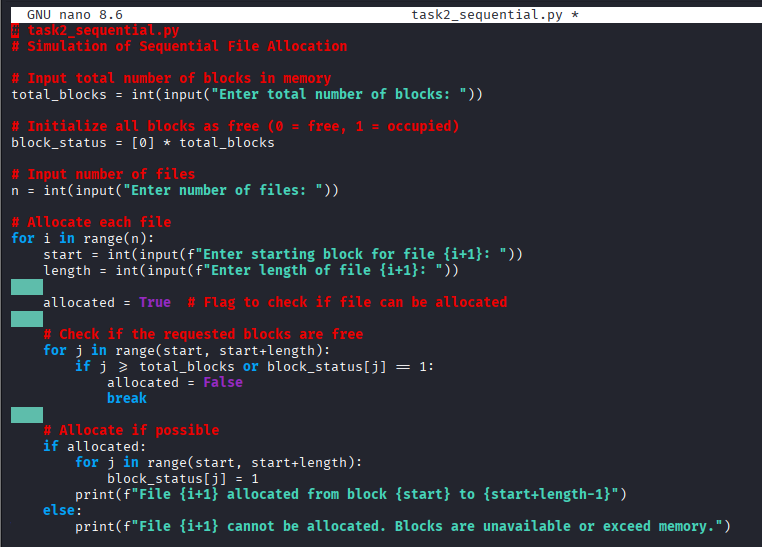 GNU nano 8.6 task2_sequential.py *
# task2_sequential.py
# Simulation of Sequential File Allocation
# Input total number of blocks in memory
total_blocks = int(input("Enter total number of blocks: "))
# Initialize all blocks as free (0 = free, 1 = occupied)
block_status = [0] * total_blocks
# Input number of files
n = int(input("Enter number of files: "))
# Allocate each file
for i in range(n):
    start = int(input(f"Enter starting block for file {i+1}: "))
    length = int(input(f"Enter length of file {i+1}: "))
    allocated = True  # Flag to check if file can be allocated
    # Check if the requested blocks are free
    for j in range(start, start+length):
        if j >= total_blocks or block_status[j] == 1:
            allocated = False
            break
    # Allocate if possible
    if allocated:
        for j in range(start, start+length):
            block_status[j] = 1
        print(f"File {i+1} allocated from block {start} to {start+length-1}")
    else:
        print(f"File {i+1} cannot be allocated. Blocks are unavailable or exceed memory.")